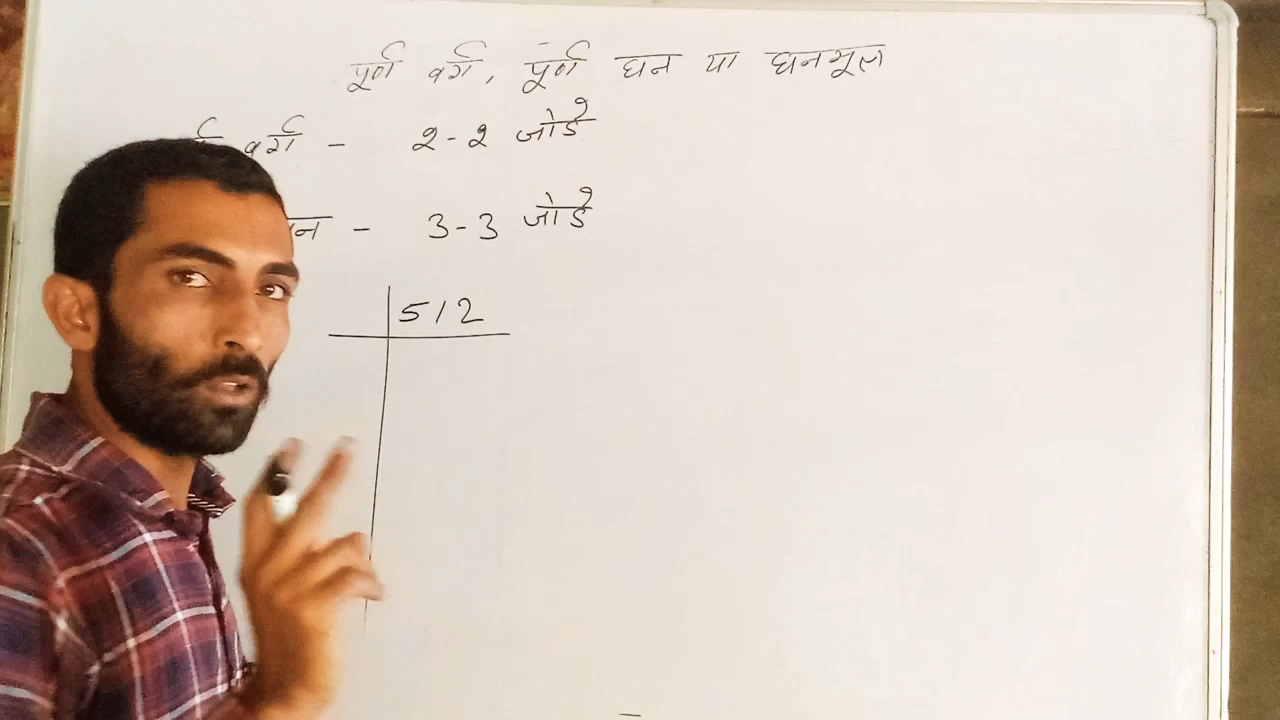 पूर्ण वर्ग, पूंर्ण घन या घनमूल
वर्ग - 2-2 जोडे
- 3-3 जोडे
512